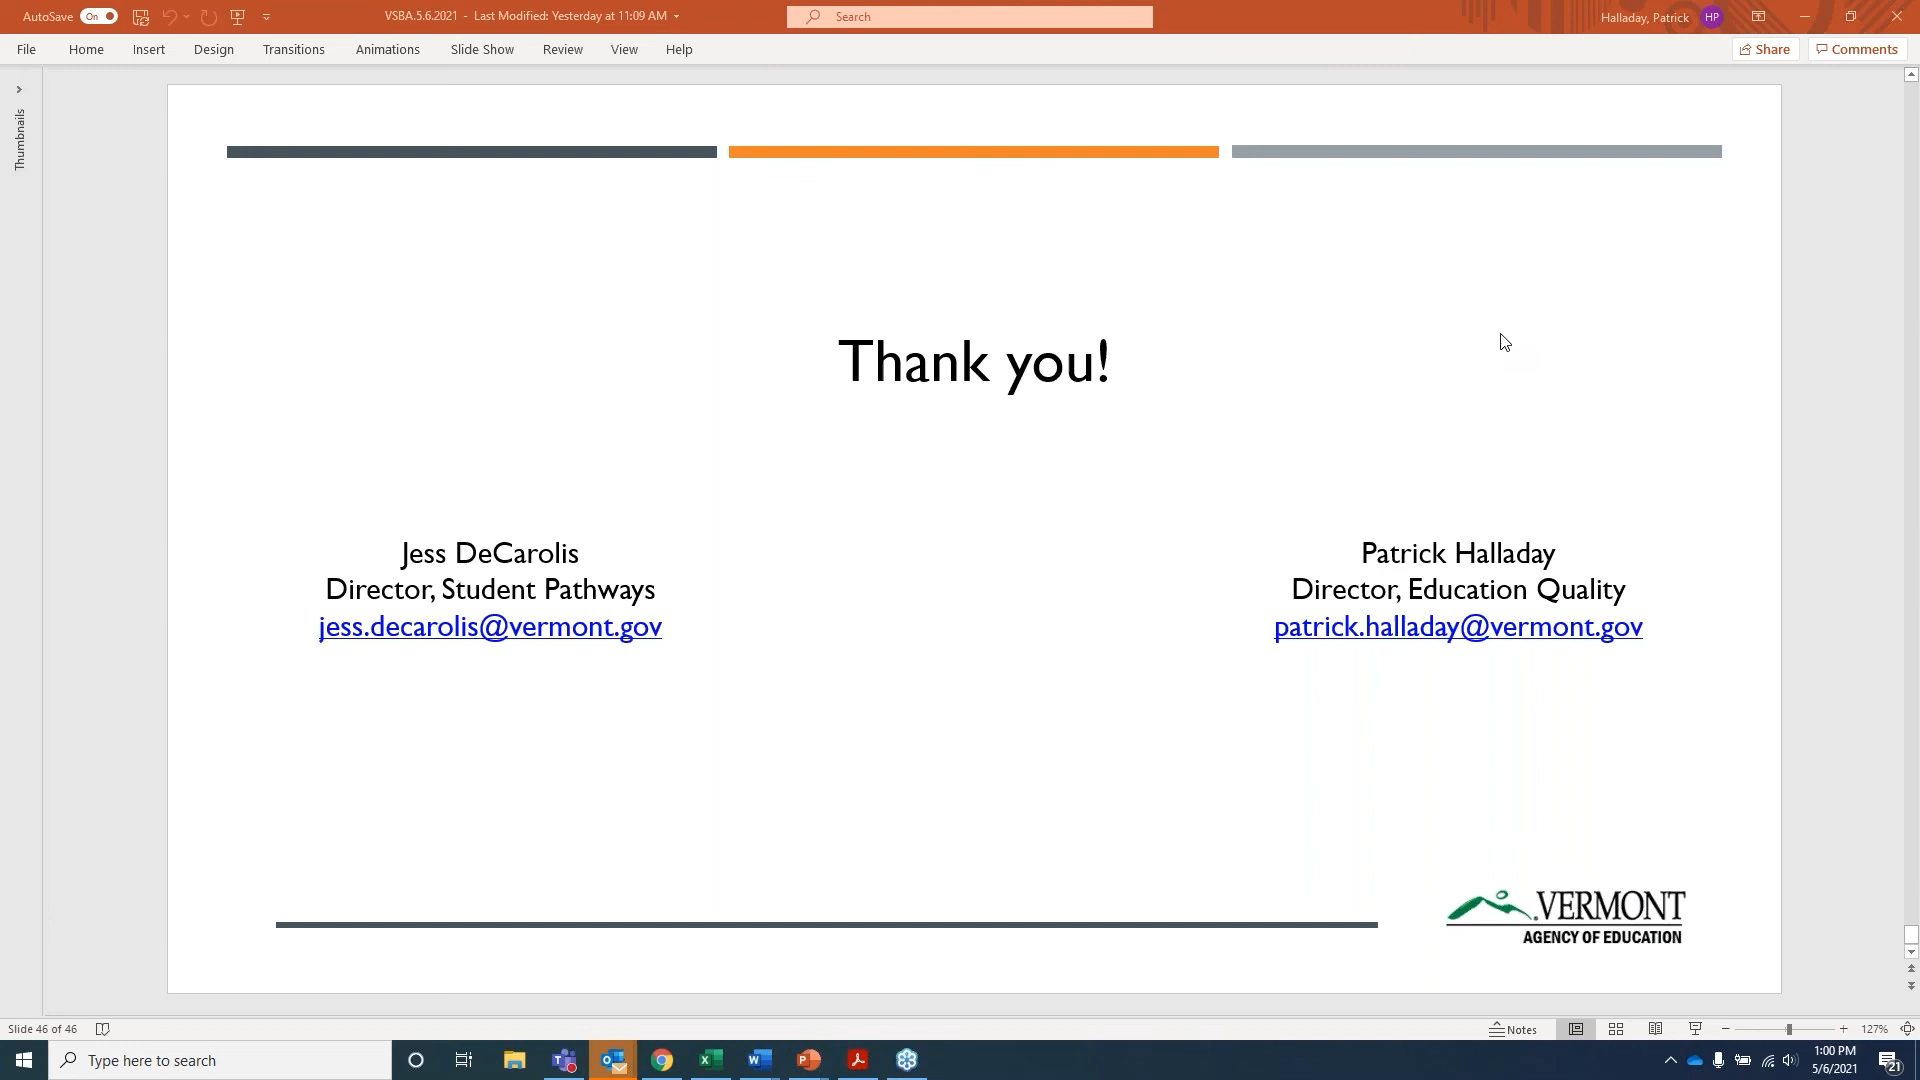 AutoSave On
VSBA.5.6.2021 - Last Modified: Yesterday at 11:09 AM
Search
Halladay, Patrick HP
File Home Insert Design Transitions Animations Slide Show Review View Help
Share Comments
Thumbnails
Thank you!
Jess DeCarolis
Director, Student Pathways
jess.decarolis@vermont.gov
Patrick Halladay
Director, Education Quality
patrick.halladay@vermont.gov
VERMONT
AGENCY OF EDUCATION
Slide 46 of 46
Notes
127%
Type here to search
1:00 PM
5/6/2021
21